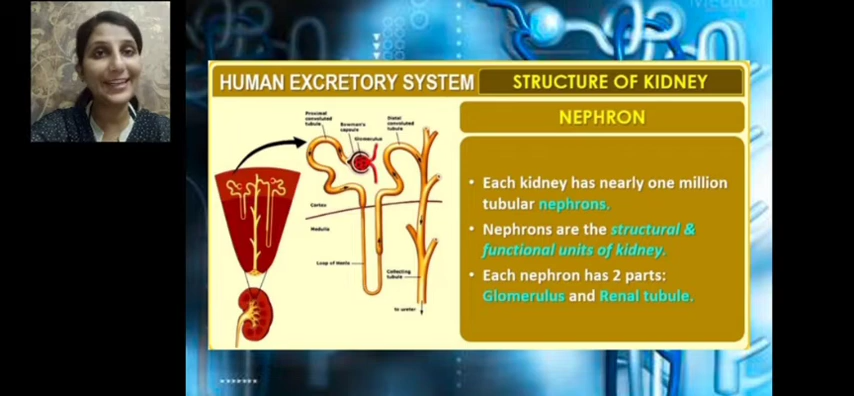 Medical
HUMAN EXCRETORY SYSTEM
STRUCTURE OF KIDNEY
NEPHRON
Proximal
convoluted
tubule
Bowman's
capsule
Glomerulus
Distal
convoluted
tubule
Cortex
Medulla
Loop of Henle
Collecting
tubule
to ureter
• Each kidney has nearly one million
tubular nephrons.
• Nephrons are the structural &
functional units of kidney.
• Each nephron has 2 parts:
Glomerulus and Renal tubule.